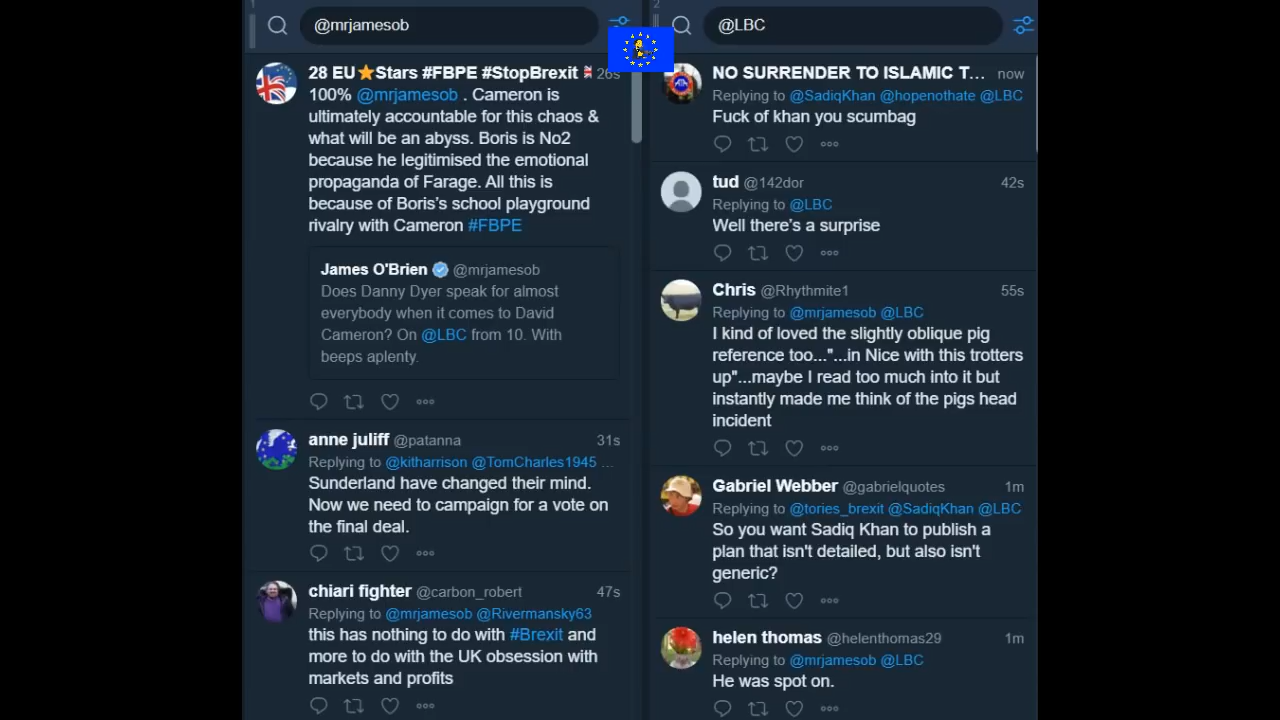 1
@mrjamesob
28 EU⭐Stars #FBPE #StopBrexit 26s
100% @mrjamesob . Cameron is
ultimately accountable for this chaos &
what will be an abyss. Boris is No2
because he legitimised the emotional
propaganda of Farage. All this is
because of Boris's school playground
rivalry with Cameron #FBPE
James O'Brien @mrjamesob
Does Danny Dyer speak for almost
everybody when it comes to David
Cameron? On @LBC from 10. With
beeps aplenty.
anne juliff @patanna 31s
Replying to @kitharrison @TomCharles1945 ...
Sunderland have changed their mind.
Now we need to campaign for a vote on
the final deal.
chiari fighter @carbon_robert 47s
Replying to @mrjamesob @Rivermansky63
this has nothing to do with #Brexit and
more to do with the UK obsession with
markets and profits
2
@LBC
NO SURRENDER TO ISLAMIC T... now
Replying to @SadiqKhan @hopenothate @LBC
Fuck of khan you scumbag
tud @142dor 42s
Replying to @LBC
Well there's a surprise
Chris @Rhythmite1 55s
Replying to @mrjamesob @LBC
I kind of loved the slightly oblique pig
reference too..."...in Nice with this trotters
up"...maybe I read too much into it but
instantly made me think of the pigs head
incident
Gabriel Webber @gabrielquotes 1m
Replying to @tories_brexit @SadiqKhan @LBC
So you want Sadiq Khan to publish a
plan that isn't detailed, but also isn't
generic?
helen thomas @helenthomas29 1m
Replying to @mrjamesob @LBC
He was spot on.